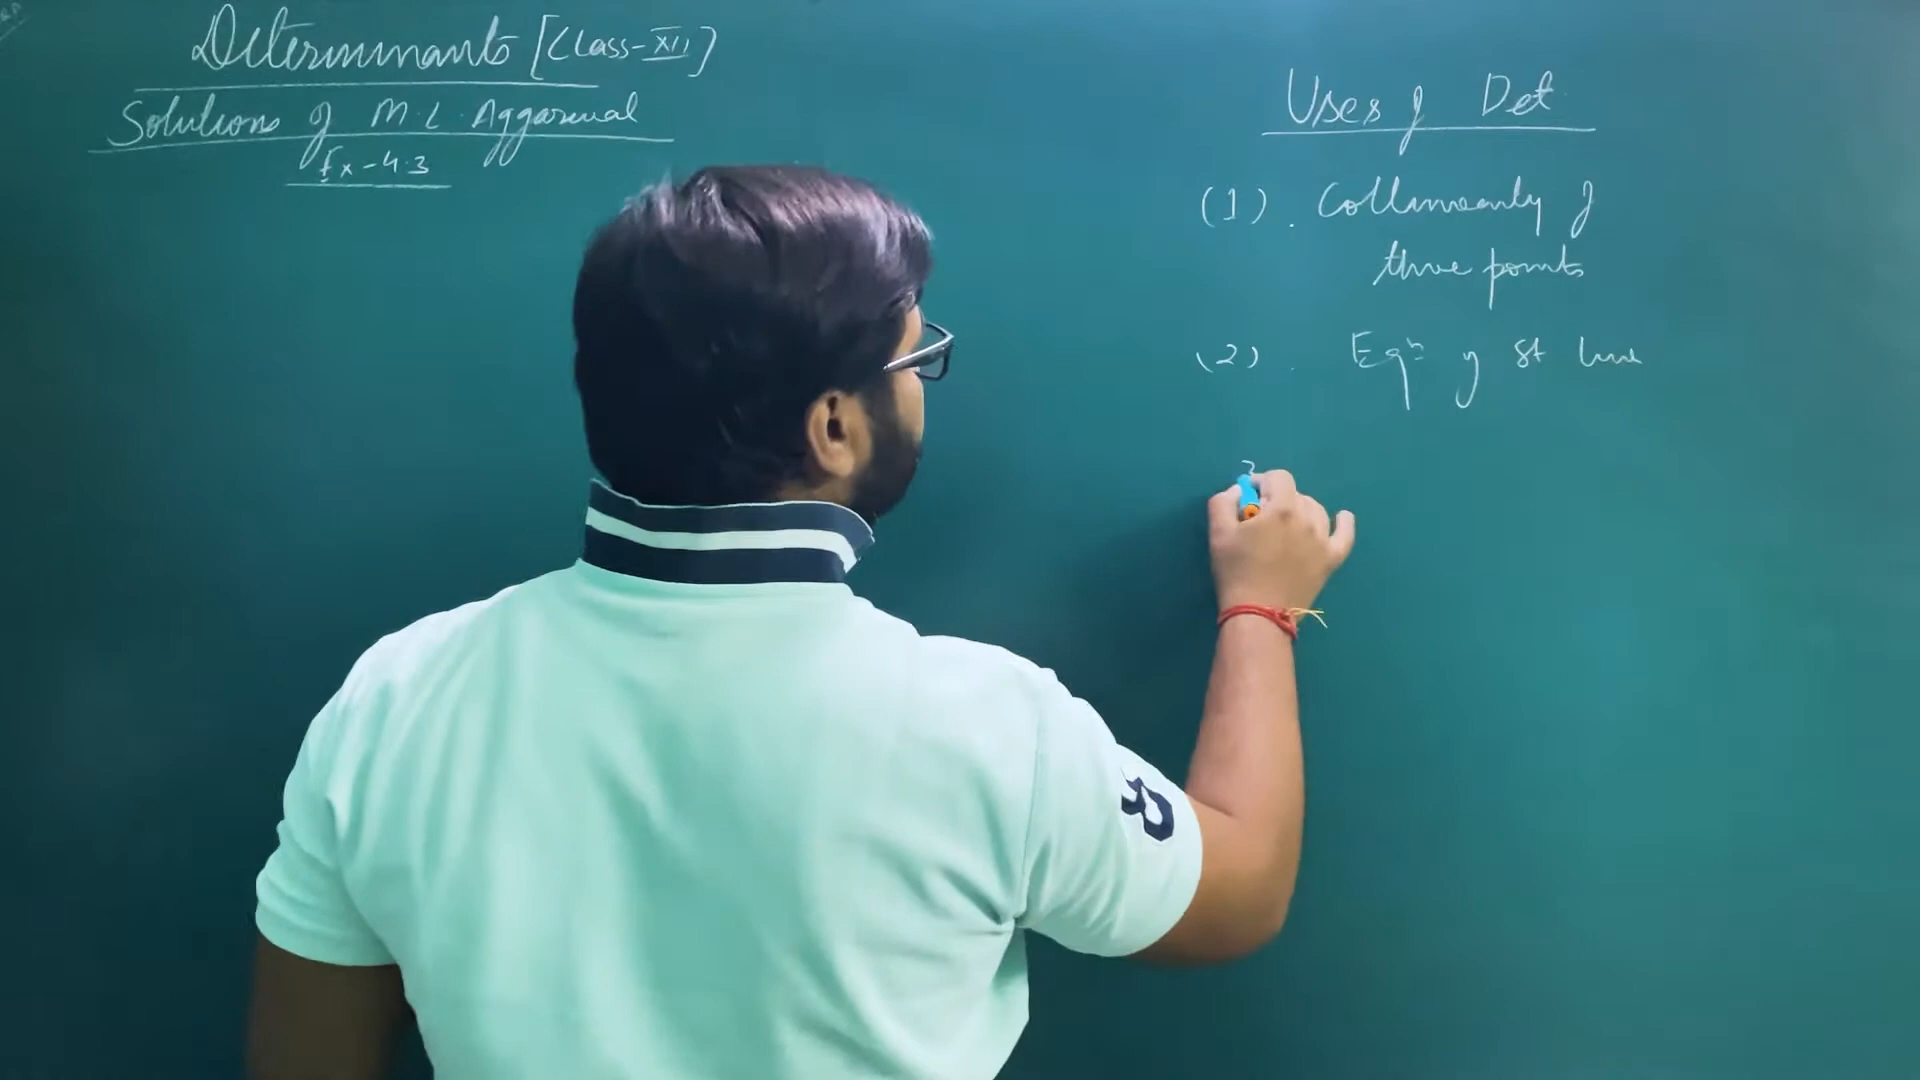 Determinants [Class-XII]
Solutions of M.L. Aggarwal
Ex-4.3
Uses of Det
(1). Collinearity of
three points
(2). Eqn of St line
3
R